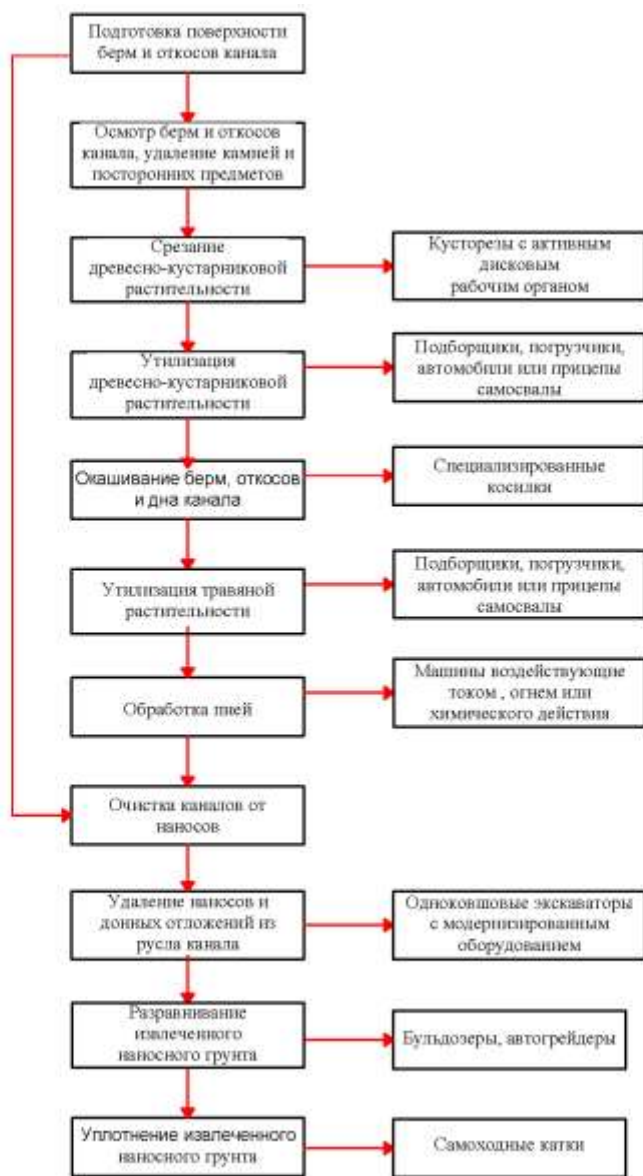 Подготовка поверхности
берм и откосов канала
Осмотр берм и откосов
канала, удаление камней и
посторонних предметов
Срезание
древесно-кустарниковой
растительности
Кусторезы с активным
дисковым
рабочим органом
Утилизация
древесно-кустарниковой
растительности
Подборщики, погрузчики,
автомобили или прицепы
самосвалы
Окашивание берм, откосов
и дна канала
Специализированные
косилки
Утилизация травяной
растительности
Подборщики, погрузчики,
автомобили или прицепы
самосвалы
Обработка пней
Машины воздействующие
током , огнем или
химического действия
Очистка каналов от
наносов
Удаление наносов и
донных отложений из
русла канала
Одноковшовые экскаваторы
с модернизированным
оборудованием
Разравнивание
извлеченного
наносного грунта
Бульдозеры, автогрейдеры
Уплотнение извлеченного
наносного грунта
Самоходные катки